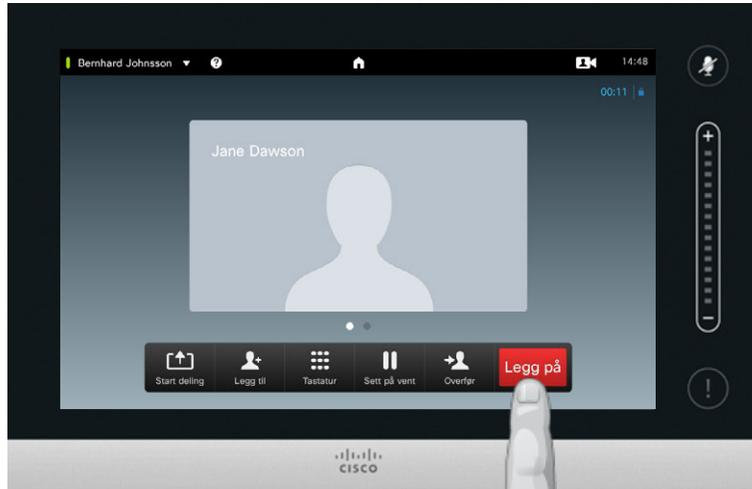 Bernhard Johnsson
14:48
00:11
Jane Dawson
Start deling
Legg til
Tastatur
Sett på vent
Overfør
Legg på
CISCO